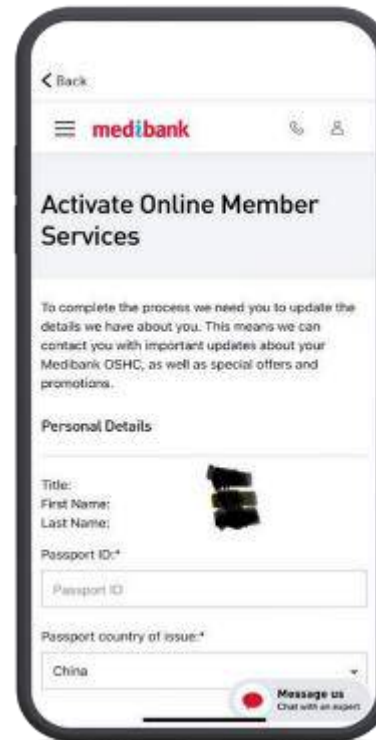 Back
medibank
Activate Online Member
Services
To complete the process we need you to update the
details we have about you. This means we can
contact you with important updates about your
Medibank OSHC, as well as special offers and
promotions.
Personal Details
Title:
First Name:
Last Name:
Passport ID:*
Passport ID
Passport country of issue:*
China
Message us
Chat with an expert